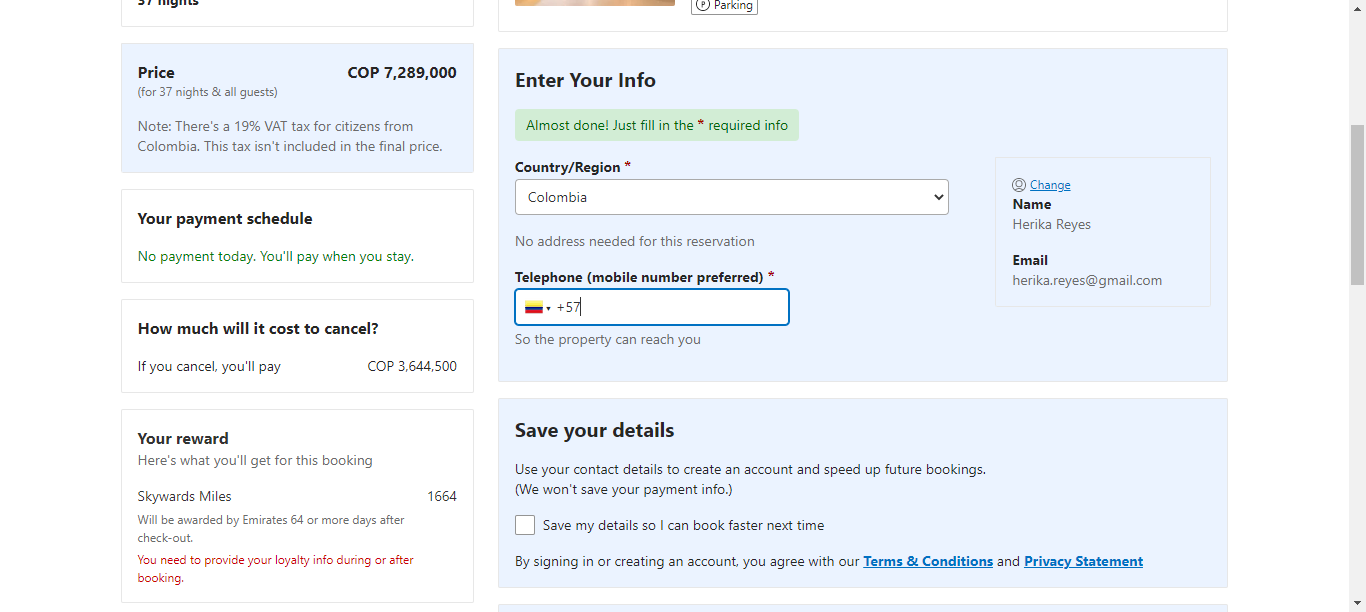 37 nights
Price COP 7,289,000
(for 37 nights & all guests)
Note: There's a 19% VAT tax for citizens from
Colombia. This tax isn't included in the final price.
Your payment schedule
No payment today. You'll pay when you stay.
How much will it cost to cancel?
If you cancel, you'll pay COP 3,644,500
Your reward
Here's what you'll get for this booking
Skywards Miles 1664
Will be awarded by Emirates 64 or more days after
check-out.
You need to provide your loyalty info during or after
booking.
P Parking
Enter Your Info
Almost done! Just fill in the * required info
Country/Region *
Colombia
No address needed for this reservation
Telephone (mobile number preferred) *
+57
So the property can reach you
Change
Name
Herika Reyes
Email
herika.reyes@gmail.com
Save your details
Use your contact details to create an account and speed up future bookings.
(We won't save your payment info.)
Save my details so I can book faster next time
By signing in or creating an account, you agree with our Terms & Conditions and Privacy Statement